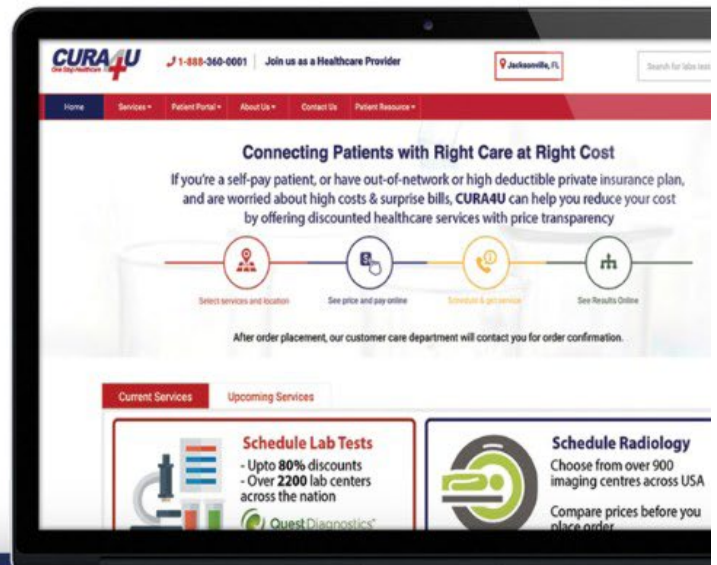 CURA4U
One Stop Healthcare
1-888-360-0001
Join us as a Healthcare Provider
Jacksonville, FL
Search for labs tests
Home
Services
Patient Portal
About Us
Contact Us
Patient Resource
Connecting Patients with Right Care at Right Cost
If you're a self-pay patient, or have out-of-network or high deductible private insurance plan,
and are worried about high costs & surprise bills, CURA4U can help you reduce your cost
by offering discounted healthcare services with price transparency
Select services and location
See price and pay online
Schedule & get service
See Results Online
After order placement, our customer care department will contact you for order confirmation.
Current Services
Upcoming Services
Schedule Lab Tests
- Upto 80% discounts
- Over 2200 lab centers
across the nation
Quest Diagnostics
Schedule Radiology
Choose from over 900
imaging centres across USA
Compare prices before you
place order